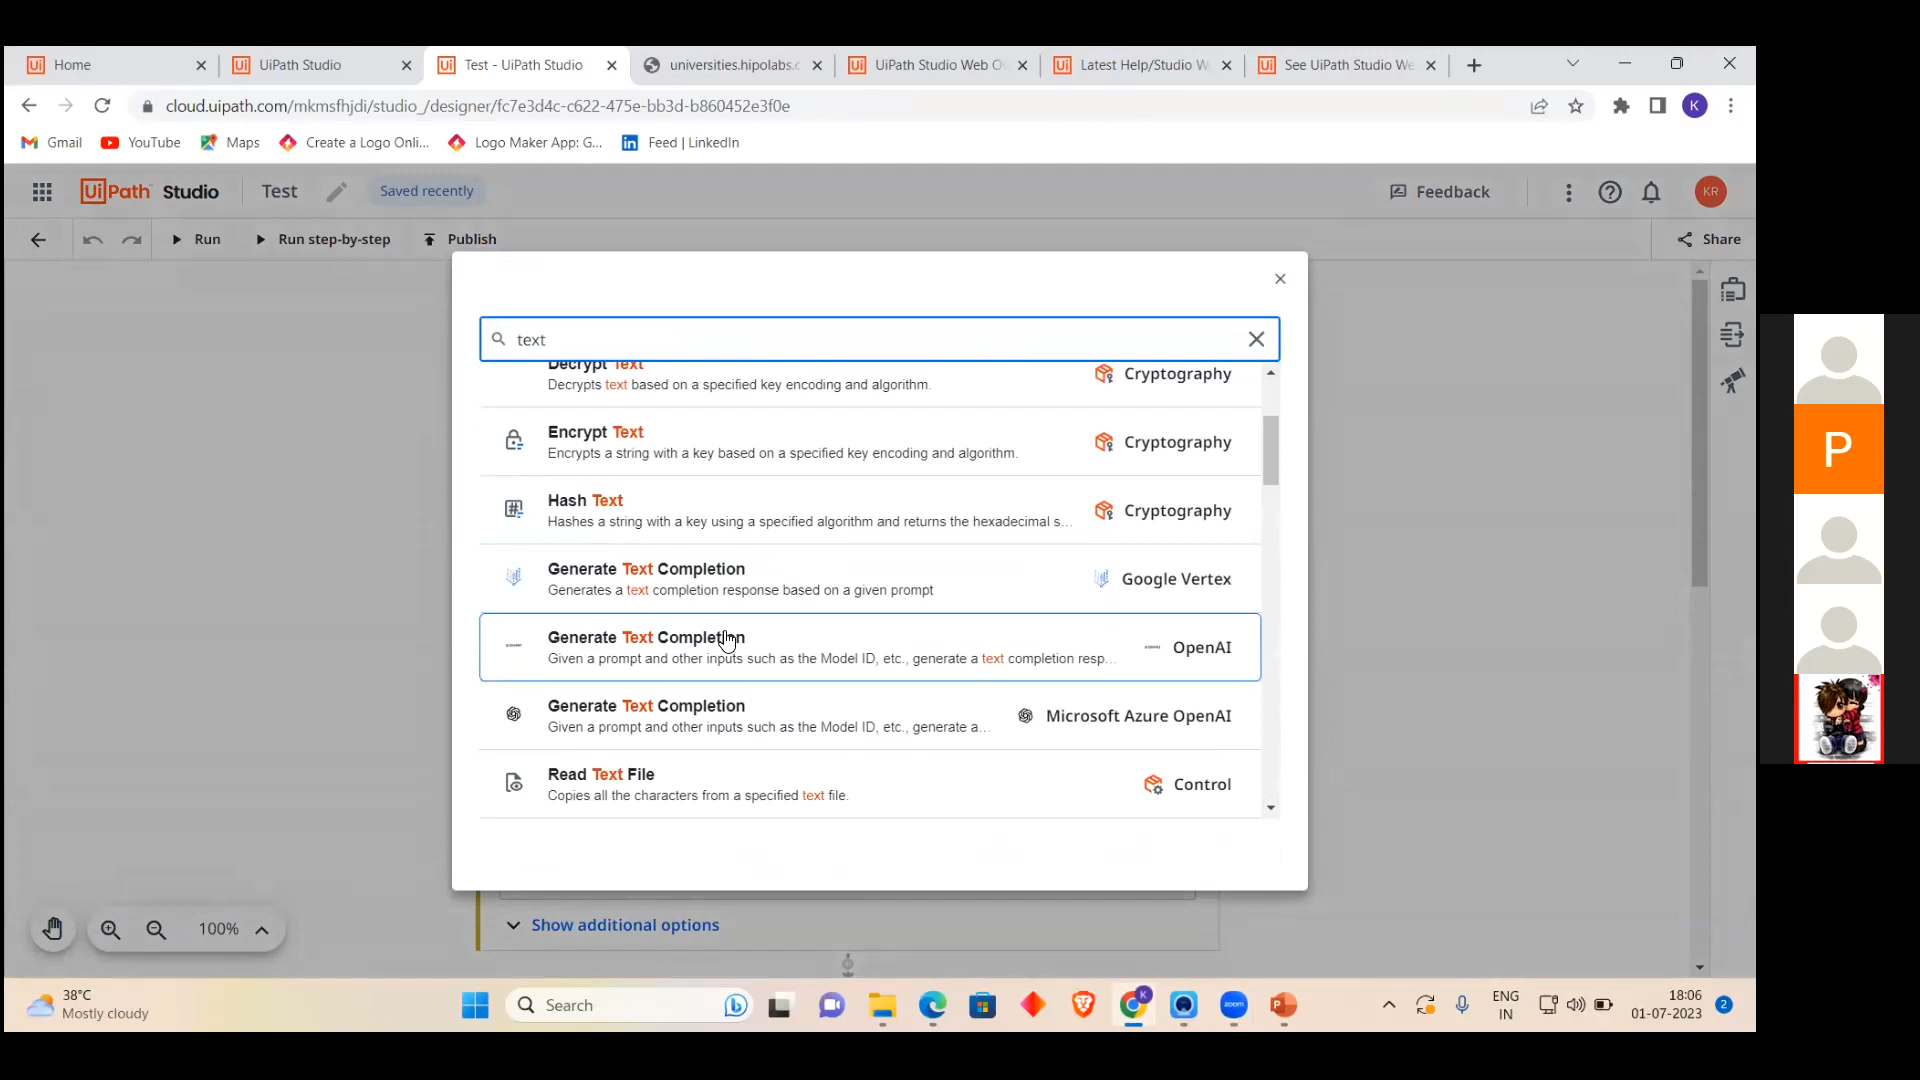 Home
UiPath Studio
Test - UiPath Studio
universities.hipolabs.c
UiPath Studio Web O
Latest Help/Studio W
See UiPath Studio We
cloud.uipath.com/mkmsfhjdi/studio_/designer/fc7e3d4c-c622-475e-bb3d-b860452e3f0e
K
Gmail
YouTube
Maps
Create a Logo Onli...
Logo Maker App: G...
Feed | LinkedIn
UiPath Studio
Test
Saved recently
Feedback
KR
Run
Run step-by-step
Publish
Share
text
Decrypt Text
Decrypts text based on a specified key encoding and algorithm.
Cryptography
Encrypt Text
Encrypts a string with a key based on a specified key encoding and algorithm.
Cryptography
Hash Text
Hashes a string with a key using a specified algorithm and returns the hexadecimal s...
Cryptography
Generate Text Completion
Generates a text completion response based on a given prompt
Google Vertex
Generate Text Completion
Given a prompt and other inputs such as the Model ID, etc., generate a text completion resp...
OpenAI
Generate Text Completion
Given a prompt and other inputs such as the Model ID, etc., generate a...
Microsoft Azure OpenAI
Read Text File
Copies all the characters from a specified text file.
Control
P
Show additional options
100%
38°C
Mostly cloudy
Search
zoom
ENG
IN
18:06
01-07-2023
2